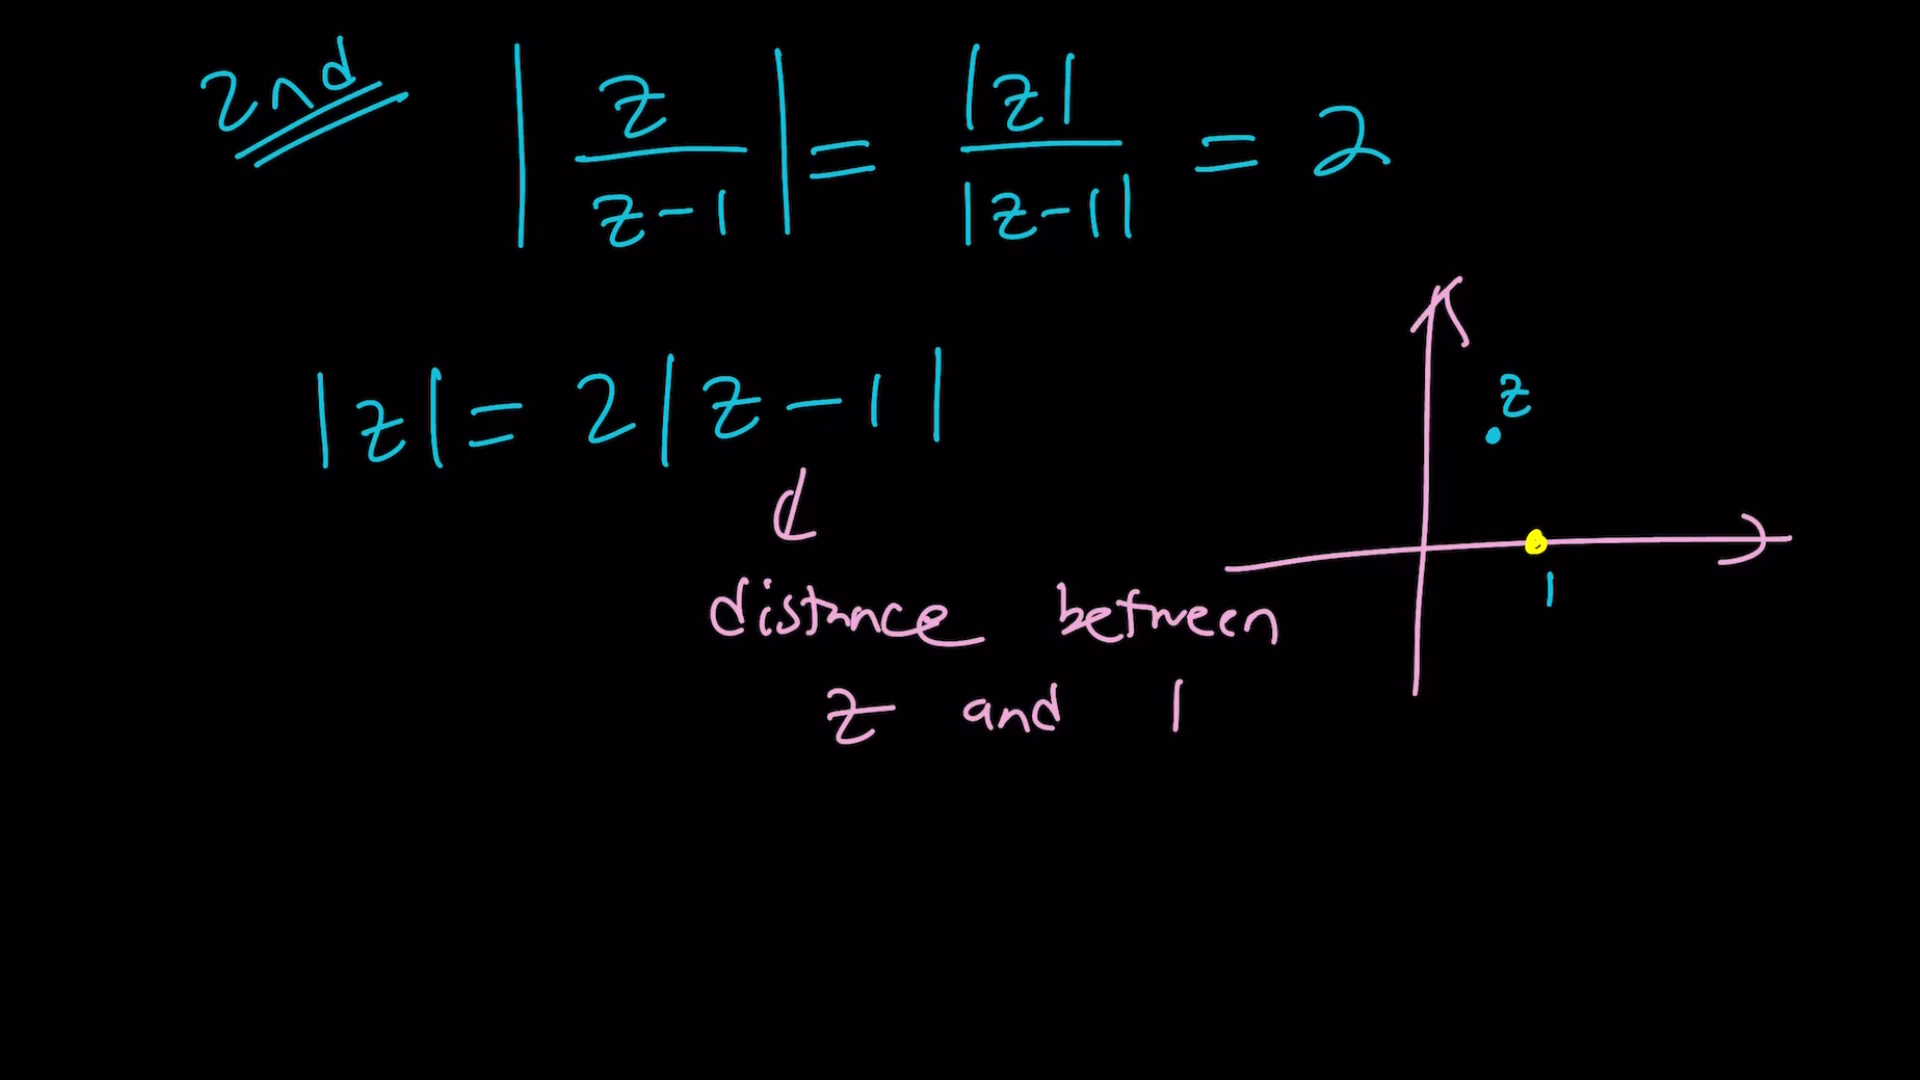 2nd |z/(z-1)| = |z|/|z-1| = 2
|z| = 2|z-1|
z
1
distance between
z and 1